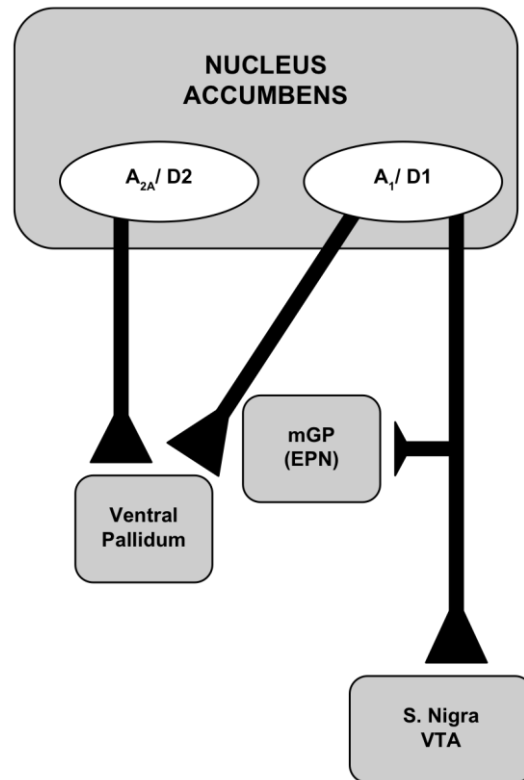 NUCLEUS
ACCUMBENS
A2A/ D2
A1/ D1
mGP
(EPN)
Ventral
Pallidum
S. Nigra
VTA